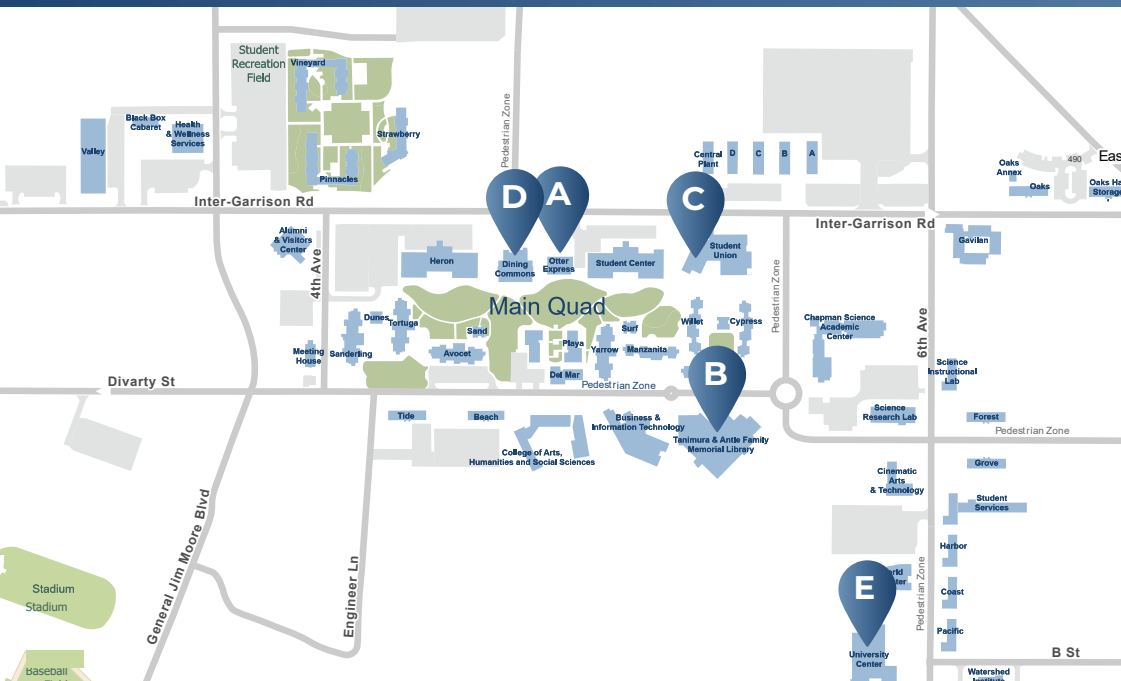 Student
Recreation
Field
Vineyard
Strawberry
Pinnacles
Black Box
Cabaret
Health
& Wellness
Services
Valley
Inter-Garrison Rd
Pedestrian Zone
D
A
C
Central
Plant
D
C
B
A
Oaks
Annex
Oaks
490
Eas
Oaks Ha
Storage
Inter-Garrison Rd
Gavilan
Alumni
& Visitors
Center
4th Ave
Heron
Dining
Commons
Otter
Express
Student Center
Student
Union
Pedestrian Zone
6th Ave
Main Quad
Dunes
Tortuga
Sand
Surf
Willet
Cypress
Chapman Science
Academic
Center
Meeting
House
Sanderling
Avocet
Playa
Yarrow
Manzanita
Del Mar
Science
Instructional
Lab
Divarty St
Pedestrian Zone
B
Tide
Beach
Business &
Information Technology
College of Arts,
Humanities and Social Sciences
Tanimura & Antle Family
Memorial Library
Science
Research Lab
Forest
Pedestrian Zone
Cinematic
Arts
& Technology
Grove
Student
Services
Harbor
Coast
Pacific
Pedestrian Zone
E
University
Center
B St
Watershed
General Jim Moore Blvd
Engineer Ln
Stadium
Stadium
Baseball